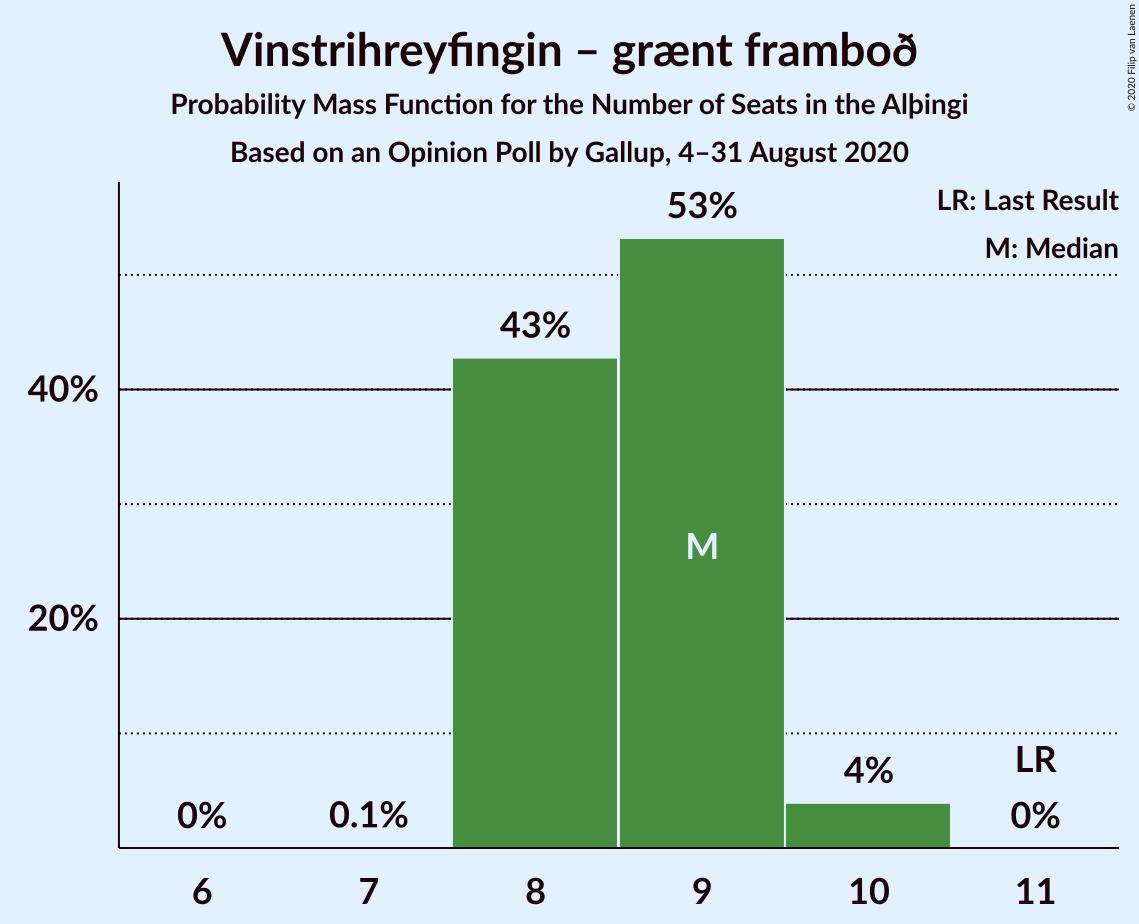 Vinstrihreyfingin – grænt framboð
Probability Mass Function for the Number of Seats in the Alþingi
Based on an Opinion Poll by Gallup, 4–31 August 2020
© 2020 Filip van Laenen
LR: Last Result
M: Median
53%
43%
40%
M
20%
LR
4%
0%
0.1%
0%
6
7
8
9
10
11